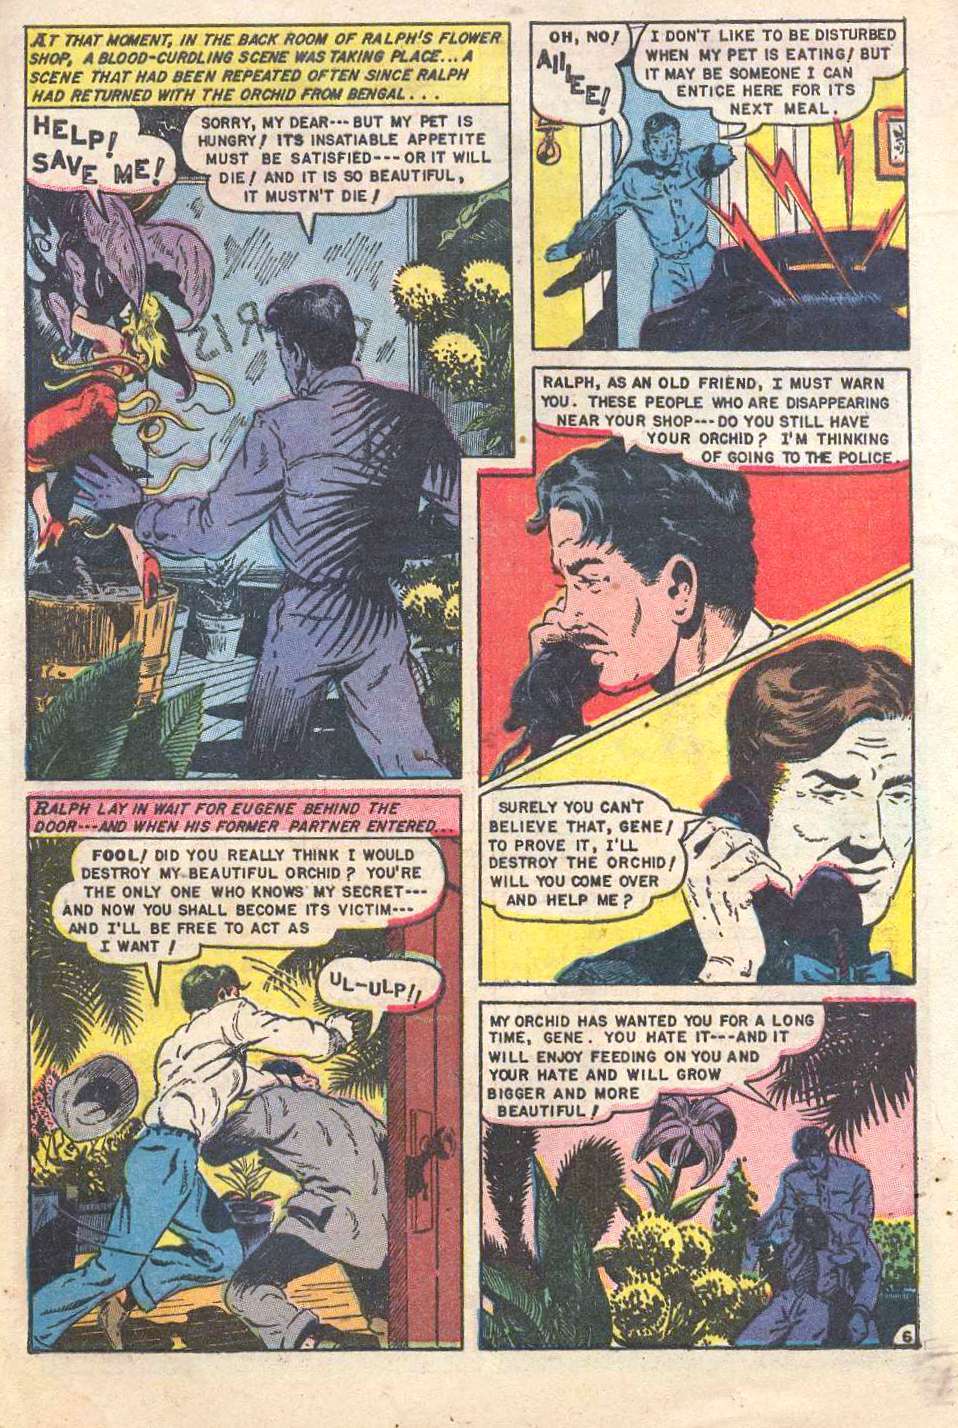 AT THAT MOMENT, IN THE BACK ROOM OF RALPH'S FLOWER
SHOP, A BLOOD-CURDLING SCENE WAS TAKING PLACE... A
SCENE THAT HAD BEEN REPEATED OFTEN SINCE RALPH
HAD RETURNED WITH THE ORCHID FROM BENGAL...
HELP!
SAVE ME!
SORRY, MY DEAR--- BUT MY PET IS
HUNGRY! ITS INSATIABLE APPETITE
MUST BE SATISFIED--- OR IT WILL
DIE! AND IT IS SO BEAUTIFUL,
IT MUSTN'T DIE!
RIS
OH, NO!
AIIIEEE!
I DON'T LIKE TO BE DISTURBED
WHEN MY PET IS EATING! BUT
IT MAY BE SOMEONE I CAN
ENTICE HERE FOR ITS
NEXT MEAL.
RALPH, AS AN OLD FRIEND, I MUST WARN
YOU. THESE PEOPLE WHO ARE DISAPPEARING
NEAR YOUR SHOP--- DO YOU STILL HAVE
YOUR ORCHID? I'M THINKING
OF GOING TO THE POLICE.
SURELY YOU CAN'T
BELIEVE THAT, GENE!
TO PROVE IT, I'LL
DESTROY THE ORCHID!
WILL YOU COME OVER
AND HELP ME?
RALPH LAY IN WAIT FOR EUGENE BEHIND THE
DOOR---AND WHEN HIS FORMER PARTNER ENTERED...
FOOL! DID YOU REALLY THINK I WOULD
DESTROY MY BEAUTIFUL ORCHID? YOU'RE
THE ONLY ONE WHO KNOWS MY SECRET---
AND NOW YOU SHALL BECOME ITS VICTIM---
AND I'LL BE FREE TO ACT AS
I WANT!
UL-ULP!!
MY ORCHID HAS WANTED YOU FOR A LONG
TIME, GENE. YOU HATE IT---AND IT
WILL ENJOY FEEDING ON YOU AND
YOUR HATE AND WILL GROW
BIGGER AND MORE
BEAUTIFUL!
6